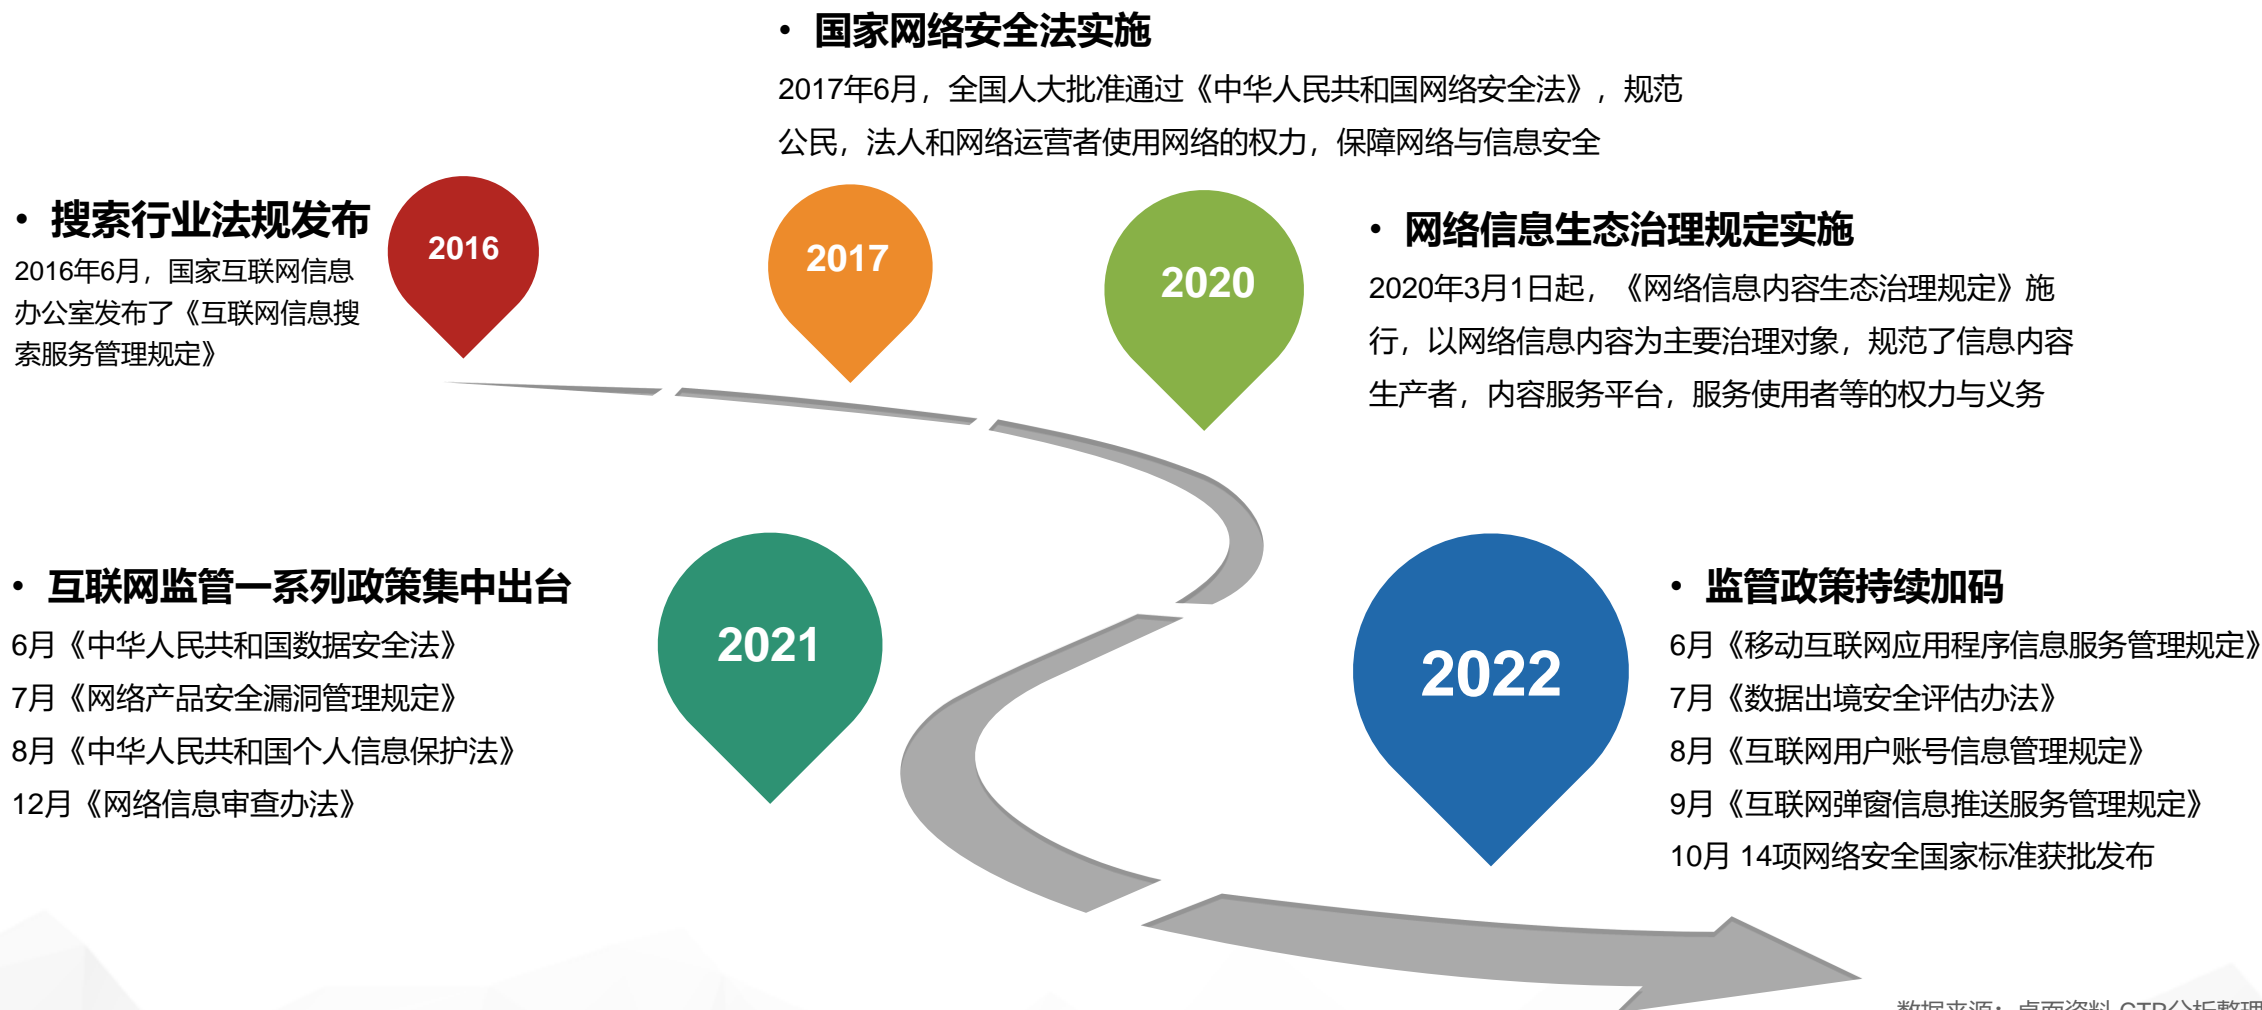 • 国家网络安全法实施
2017年6月，全国人大批准通过《中华人民共和国网络安全法》，规范
公民，法人和网络运营者使用网络的权力，保障网络与信息安全
• 搜索行业法规发布
2016年6月，国家互联网信息
办公室发布了《互联网信息搜
索服务管理规定》
2016
2017
2020
• 网络信息生态治理规定实施
2020年3月1日起，《网络信息内容生态治理规定》施
行，以网络信息内容为主要治理对象，规范了信息内容
生产者，内容服务平台，服务使用者等的权力与义务
• 互联网监管一系列政策集中出台
6月《中华人民共和国数据安全法》
7月《网络产品安全漏洞管理规定》
8月《中华人民共和国个人信息保护法》
12月《网络信息审查办法》
2021
2022
• 监管政策持续加码
6月《移动互联网应用程序信息服务管理规定》
7月《数据出境安全评估办法》
8月《互联网用户账号信息管理规定》
9月《互联网弹窗信息推送服务管理规定》
10月 14项网络安全国家标准获批发布